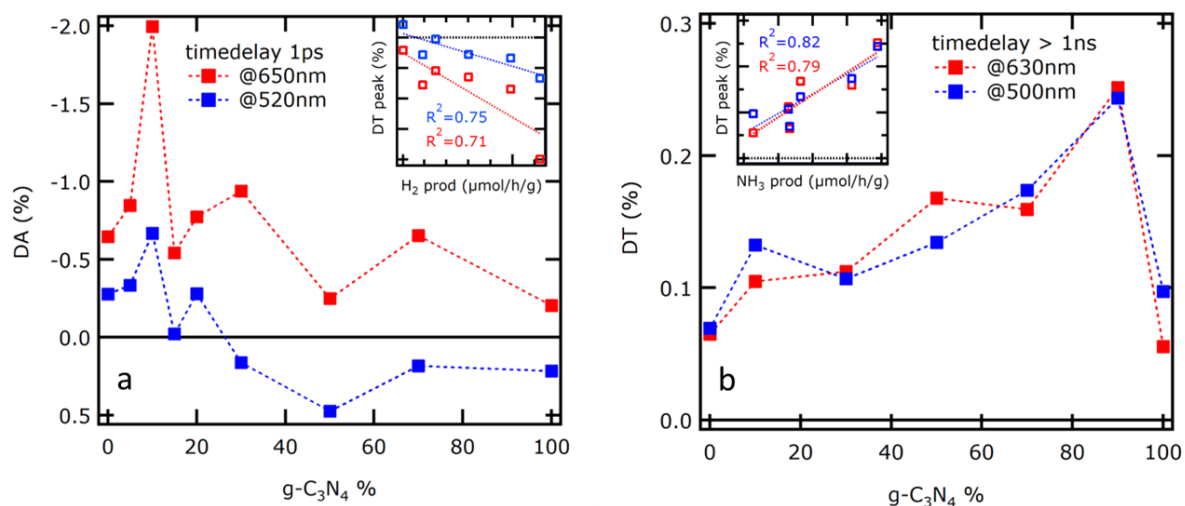 -2.0
-1.5
-1.0
-0.5
0.0
0.5
DA (%)
timedelay 1ps
@650nm
@520nm
DT peak (%)
R²=0.75
R²=0.71
H₂ prod (µmol/h/g)
a
0 20 40 60 80 100
g-C₃N₄ %
0.3
0.2
0.1
0.0
DT (%)
DT peak (%)
R²=0.82
R²=0.79
NH₃ prod (µmol/h/g)
timedelay > 1ns
@630nm
@500nm
b
0 20 40 60 80 100
g-C₃N₄ %